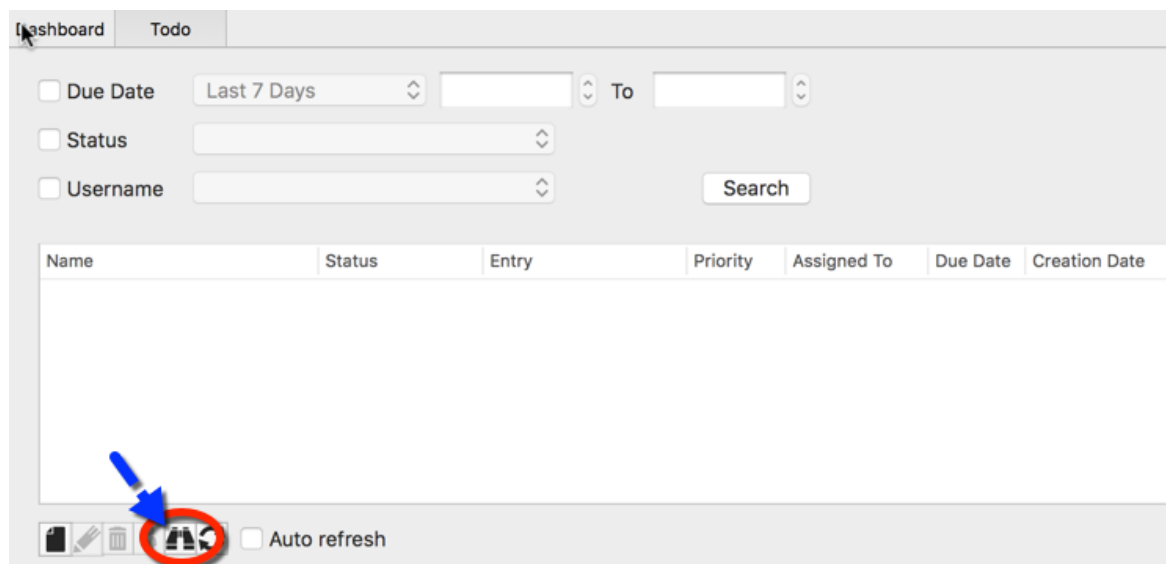 Dashboard Todo
Due Date Last 7 Days To
Status
Username Search
Name Status Entry Priority Assigned To Due Date Creation Date
Auto refresh